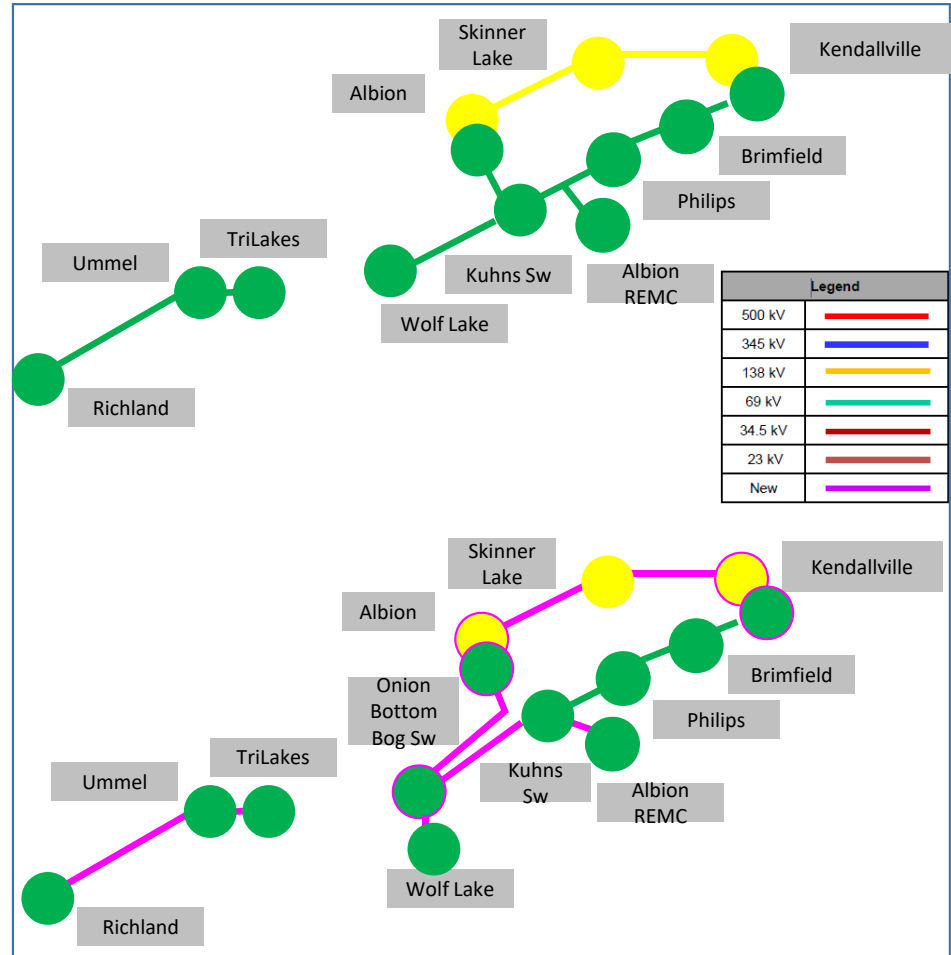 Skinner
Lake
Kendallville
Albion
Brimfield
Philips
TriLakes
Ummel
Kuhns Sw
Albion
REMC
Wolf Lake
Richland
Legend
500 kV
345 kV
138 kV
69 kV
34.5 kV
23 kV
New
Skinner
Lake
Kendallville
Albion
Onion
Bottom
Bog Sw
Brimfield
Philips
TriLakes
Ummel
Kuhns
Sw
Albion
REMC
Wolf Lake
Richland